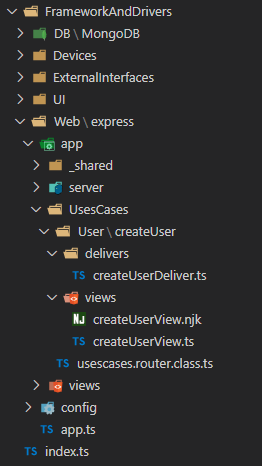 FrameworkAndDrivers
DB \ MongoDB
Devices
ExternalInterfaces
UI
Web \ express
app
_shared
server
UsesCases
User \ createUser
delivers
TS createUserDeliver.ts
views
NJ createUserView.njk
TS createUserView.ts
TS usescases.router.class.ts
views
config
TS app.ts
TS index.ts